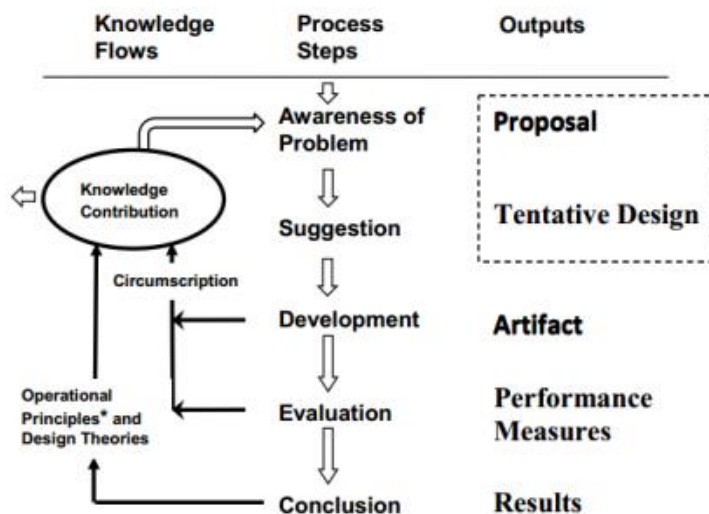 Knowledge
Flows
Process
Steps
Outputs
Awareness of
Problem
Proposal
Knowledge
Contribution
Suggestion
Tentative Design
Circumscription
Development
Artifact
Operational
Principles* and
Design Theories
Evaluation
Performance
Measures
Conclusion
Results